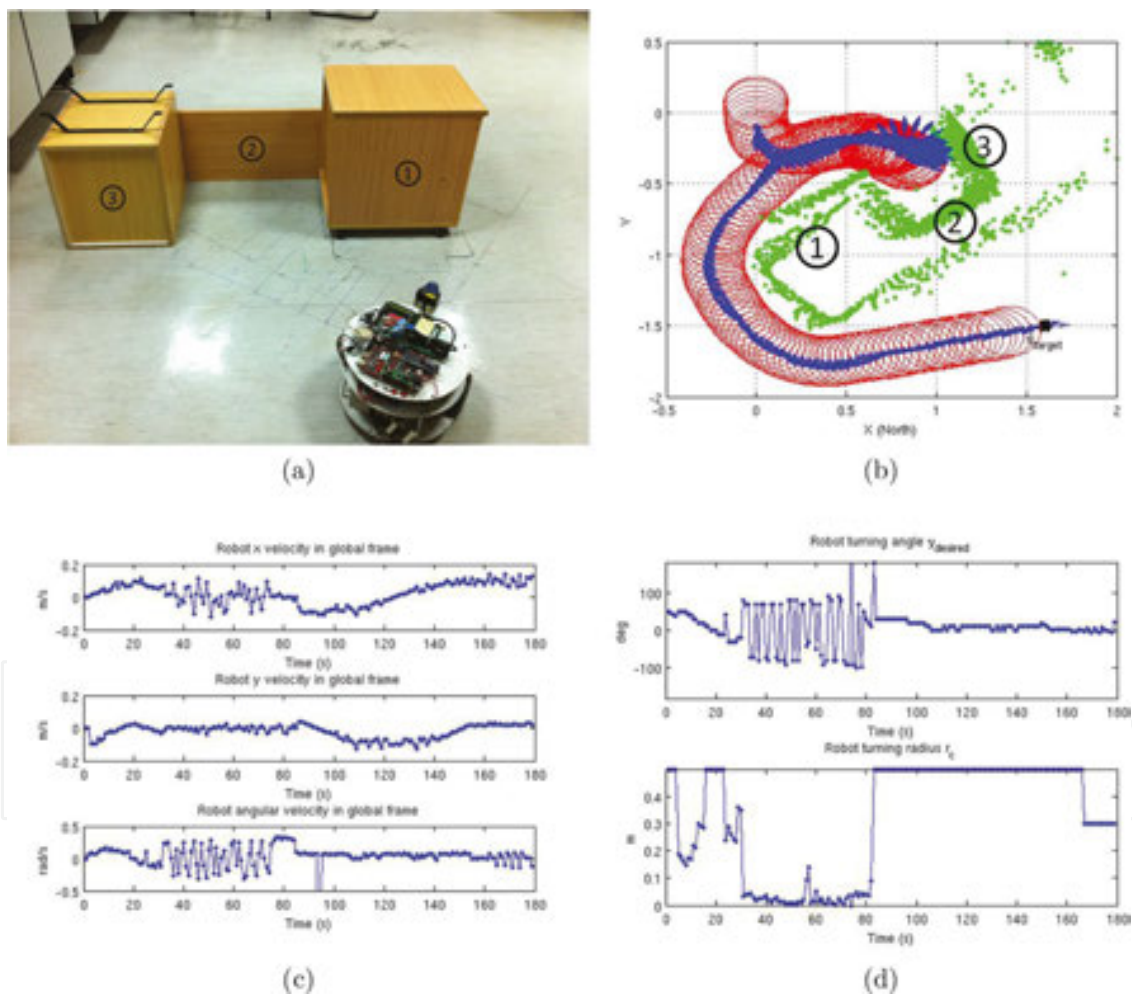 ③
②
①
(a)
0.5
0
-0.5
-1
-1.5
-2
Y
①
②
③
Target
-0.5
0
0.5
1
1.5
2
X (North)
(b)
Robot x velocity in global frame
0.2
0
-0.2
m/s
0 20 40 60 80 100 120 140 160 180
Time (s)
Robot y velocity in global frame
0.2
0
-0.2
m/s
0 20 40 60 80 100 120 140 160 180
Time (s)
Robot angular velocity in global frame
0.5
0
-0.5
rad/s
0 20 40 60 80 100 120 140 160 180
Time (s)
(c)
Robot turning angle γdesired
100
0
-100
deg
0 20 40 60 80 100 120 140 160 180
Time (s)
Robot turning radius rc
0.4
0.3
0.2
0.1
0
m
0 20 40 60 80 100 120 140 160 180
Time (s)
(d)